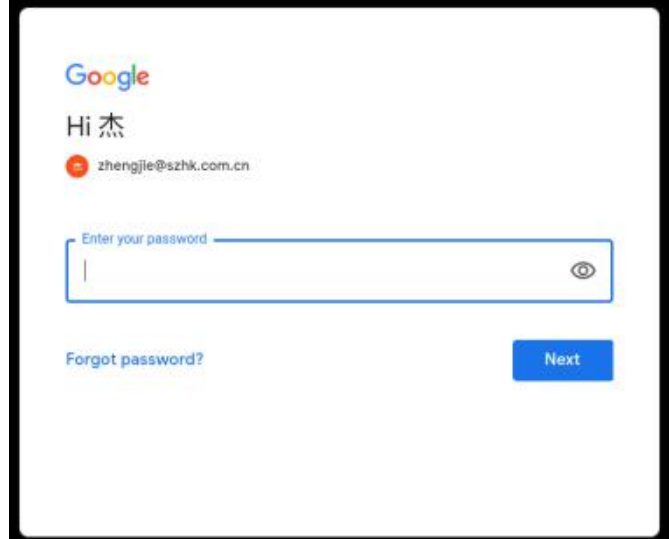 Google
Hi 杰
zhengjie@szhk.com.cn
Enter your password
Forgot password?
Next